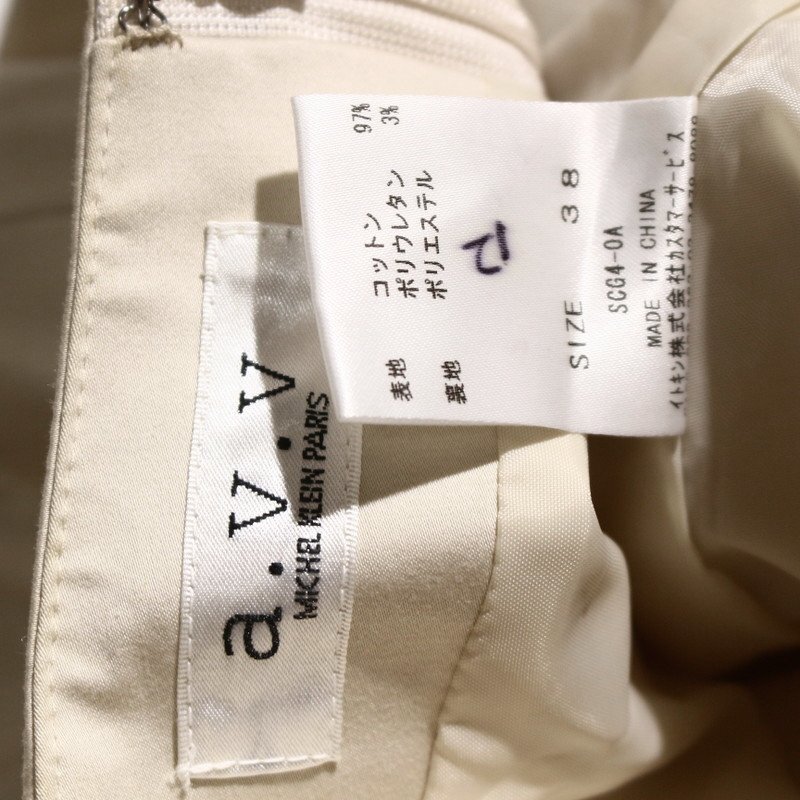 a.v.v
MICHEL KLEIN PARIS
表地 コットン 97%
ポリウレタン 3%
裏地 ポリエステル
SIZE 38
SCG4-0A
MADE IN CHINA
イトキン株式会社カスタマーサービス